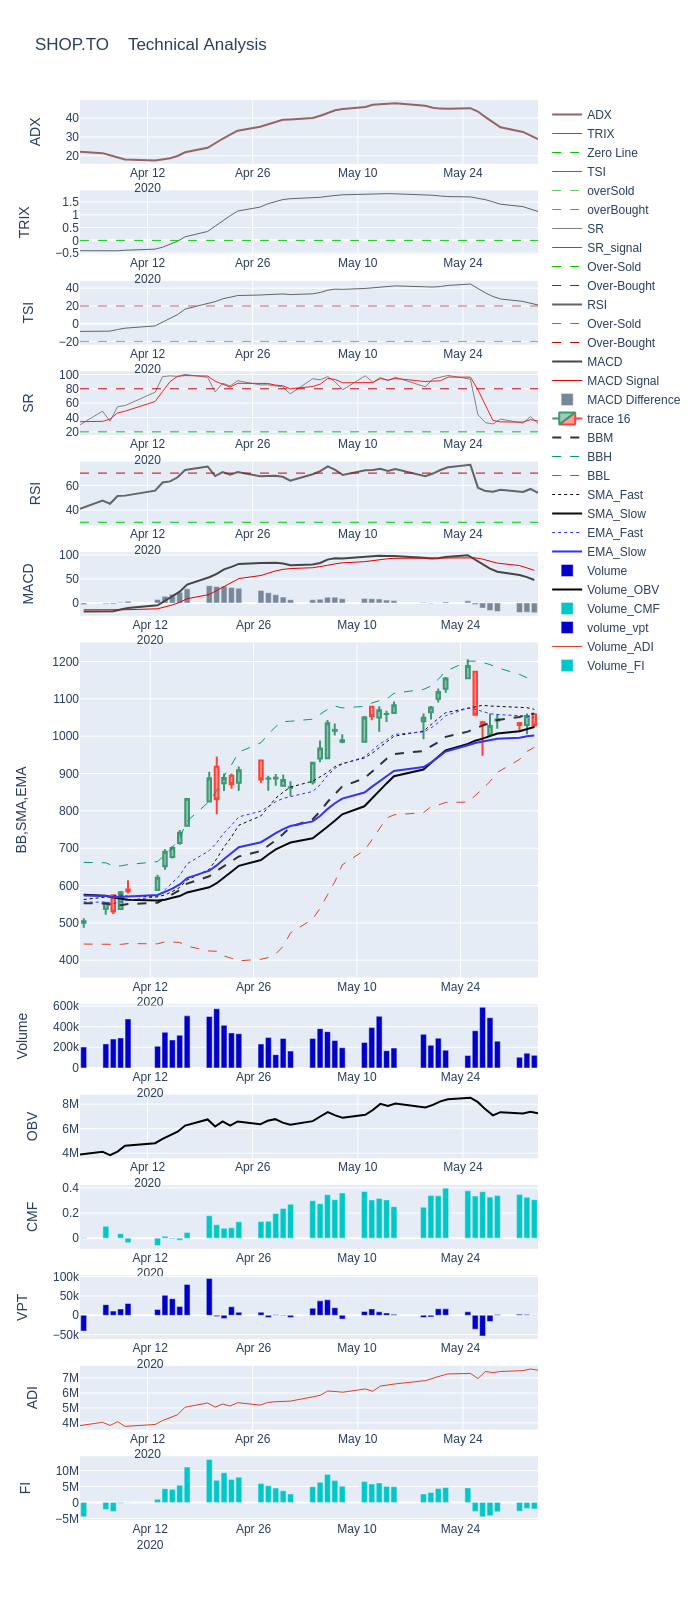 SHOP.TO    Technical Analysis
ADX
40
30
20
Apr 12
2020
Apr 26
May 10
May 24
TRIX
1.5
1
0.5
0
−0.5
Apr 12
2020
Apr 26
May 10
May 24
TSI
40
20
0
−20
Apr 12
2020
Apr 26
May 10
May 24
SR
100
80
60
40
20
Apr 12
2020
Apr 26
May 10
May 24
RSI
60
40
Apr 12
2020
Apr 26
May 10
May 24
MACD
100
50
0
Apr 12
2020
Apr 26
May 10
May 24
BB,SMA,EMA
1200
1100
1000
900
800
700
600
500
400
Apr 12
2020
Apr 26
May 10
May 24
Volume
600k
400k
200k
0
Apr 12
2020
Apr 26
May 10
May 24
OBV
8M
6M
4M
Apr 12
2020
Apr 26
May 10
May 24
CMF
0.4
0.2
0
Apr 12
2020
Apr 26
May 10
May 24
VPT
100k
50k
0
−50k
Apr 12
2020
Apr 26
May 10
May 24
ADI
7M
6M
5M
4M
Apr 12
2020
Apr 26
May 10
May 24
FI
10M
5M
0
−5M
Apr 12
2020
Apr 26
May 10
May 24
ADX
TRIX
Zero Line
TSI
overSold
overBought
SR
SR_signal
Over-Sold
Over-Bought
RSI
Over-Sold
Over-Bought
MACD
MACD Signal
MACD Difference
trace 16
BBM
BBH
BBL
SMA_Fast
SMA_Slow
EMA_Fast
EMA_Slow
Volume
Volume_OBV
Volume_CMF
volume_vpt
Volume_ADI
Volume_FI